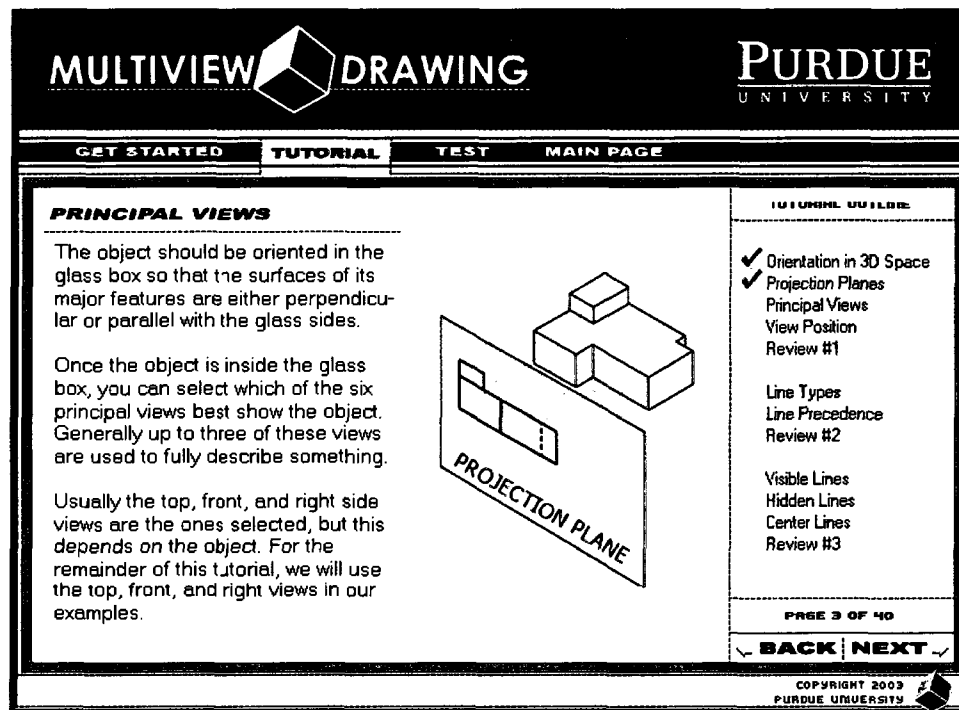 MULTIVIEW DRAWING
PURDUE
UNIVERSITY
GET STARTED TUTORIAL TEST MAIN PAGE
PRINCIPAL VIEWS
The object should be oriented in the
glass box so that the surfaces of its
major features are either perpendicu-
lar or parallel with the glass sides.
Once the object is inside the glass
box, you can select which of the six
principal views best show the object.
Generally up to three of these views
are used to fully describe something.
Usually the top, front, and right side
views are the ones selected, but this
depends on the object. For the
remainder of this tutorial, we will use
the top, front, and right views in our
examples.
PROJECTION PLANE
TUTORIAL OUTLINE
Orientation in 3D Space
Projection Planes
Principal Views
View Position
Review #1
Line Types
Line Precedence
Review #2
Visible Lines
Hidden Lines
Center Lines
Review #3
PAGE 3 OF 40
BACK NEXT
COPYRIGHT 2003
PURDUE UNIVERSITY